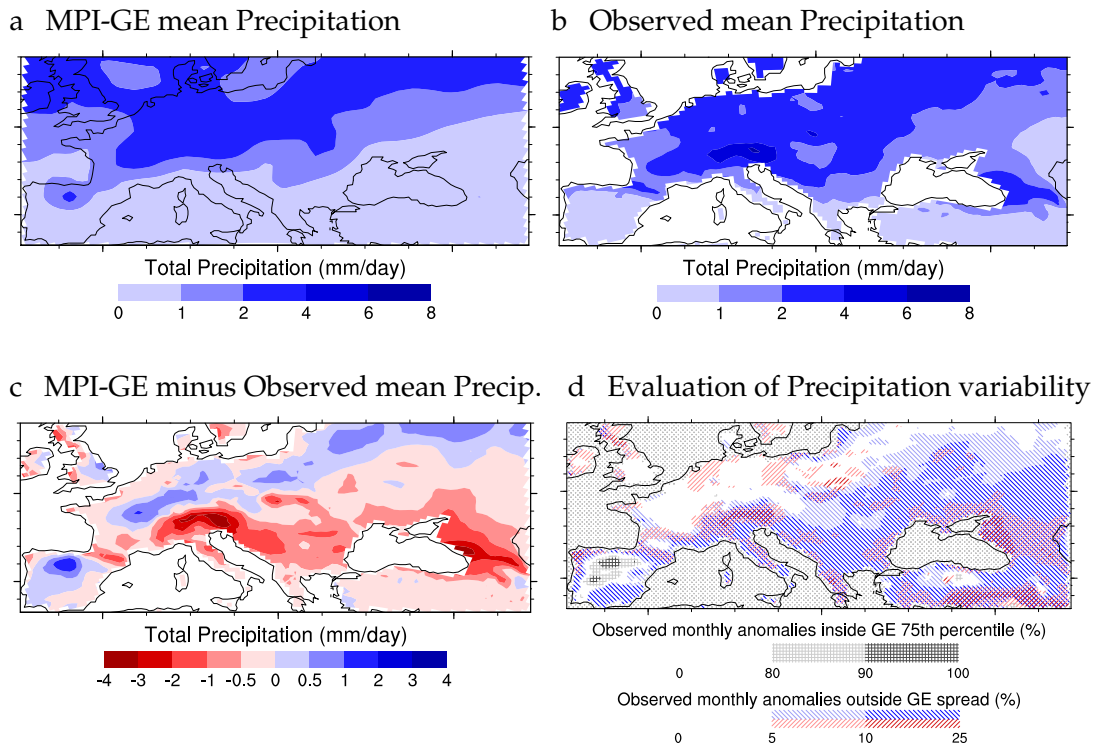 a MPI-GE mean Precipitation
b Observed mean Precipitation
Total Precipitation (mm/day)
0 1 2 4 6 8
Total Precipitation (mm/day)
0 1 2 4 6 8
c MPI-GE minus Observed mean Precip.
d Evaluation of Precipitation variability
Total Precipitation (mm/day)
-4 -3 -2 -1 -0.5 0 0.5 1 2 3 4
Observed monthly anomalies inside GE 75th percentile (%)
0 80 90 100
Observed monthly anomalies outside GE spread (%)
0 5 10 25